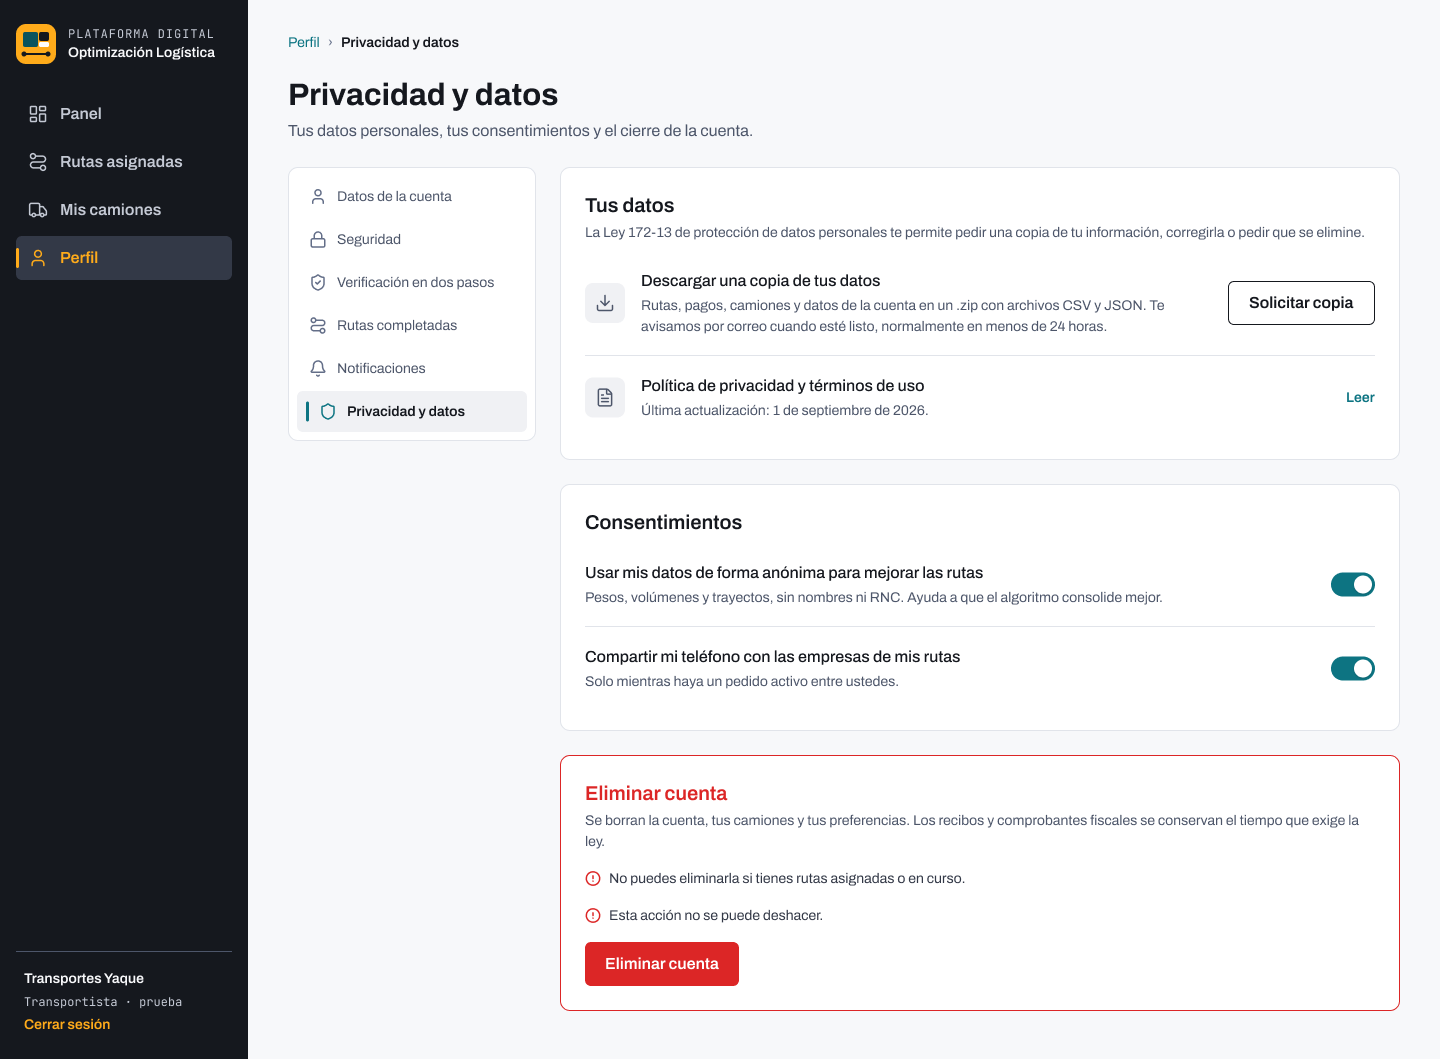 PLATAFORMA DIGITAL
Optimización Logística
Panel
Rutas asignadas
Mis camiones
Perfil
Transportes Yaque
Transportista · prueba
Cerrar sesión
Perfil › Privacidad y datos
Privacidad y datos
Tus datos personales, tus consentimientos y el cierre de la cuenta.
Datos de la cuenta
Seguridad
Verificación en dos pasos
Rutas completadas
Notificaciones
Privacidad y datos
Tus datos
La Ley 172-13 de protección de datos personales te permite pedir una copia de tu información, corregirla o pedir que se elimine.
Descargar una copia de tus datos
Rutas, pagos, camiones y datos de la cuenta en un .zip con archivos CSV y JSON. Te
avisamos por correo cuando esté listo, normalmente en menos de 24 horas.
Solicitar copia
Política de privacidad y términos de uso
Última actualización: 1 de septiembre de 2026.
Leer
Consentimientos
Usar mis datos de forma anónima para mejorar las rutas
Pesos, volúmenes y trayectos, sin nombres ni RNC. Ayuda a que el algoritmo consolide mejor.
Compartir mi teléfono con las empresas de mis rutas
Solo mientras haya un pedido activo entre ustedes.
Eliminar cuenta
Se borran la cuenta, tus camiones y tus preferencias. Los recibos y comprobantes fiscales se conservan el tiempo que exige la
ley.
No puedes eliminarla si tienes rutas asignadas o en curso.
Esta acción no se puede deshacer.
Eliminar cuenta